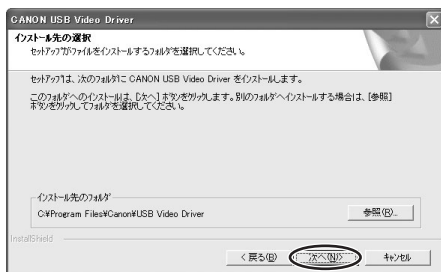 CANON USB Video Driver
インストール先の選択
セットアップがファイルをインストールするフォルダを選択してください。
セットアップは、次のフォルダに CANON USB Video Driver をインストールします。
このフォルダへのインストールは、[次へ] ボタンをクリックします。別のフォルダへインストールする場合は、[参照]
ボタンをクリックしてフォルダを選択してください。
インストール先のフォルダ
C:¥Program Files¥Canon¥USB Video Driver
参照(R)...
InstallShield
< 戻る(B)
次へ(N)>
キャンセル